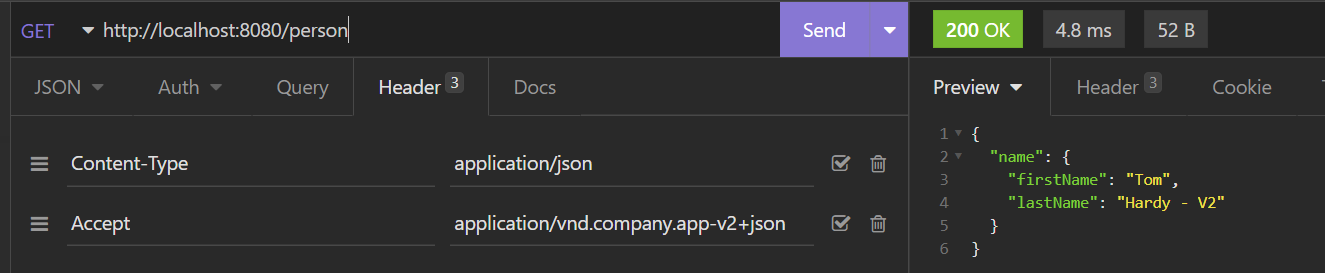 GET http://localhost:8080/person Send 200 OK 4.8 ms 52 B
JSON Auth Query Header 3 Docs Preview Header 3 Cookie
Content-Type application/json
Accept application/vnd.company.app-v2+json
1 {
2 "name": {
3 "firstName": "Tom",
4 "lastName": "Hardy - V2"
5 }
6 }